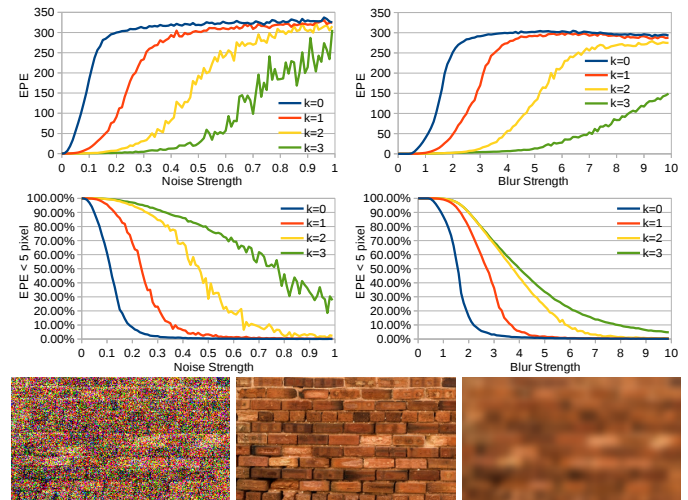 EPE
350
300
250
200
150
100
50
0
k=0
k=1
k=2
k=3
0 0.1 0.2 0.3 0.4 0.5 0.6 0.7 0.8 0.9 1
Noise Strength
EPE
350
300
250
200
150
100
50
0
k=0
k=1
k=2
k=3
0 1 2 3 4 5 6 7 8 9 10
Blur Strength
EPE < 5 pixel
100.00%
90.00%
80.00%
70.00%
60.00%
50.00%
40.00%
30.00%
20.00%
10.00%
0.00%
k=0
k=1
k=2
k=3
0 0.1 0.2 0.3 0.4 0.5 0.6 0.7 0.8 0.9 1
Noise Strength
EPE < 5 pixel
100.00%
90.00%
80.00%
70.00%
60.00%
50.00%
40.00%
30.00%
20.00%
10.00%
0.00%
k=0
k=1
k=2
k=3
0 1 2 3 4 5 6 7 8 9 10
Blur Strength